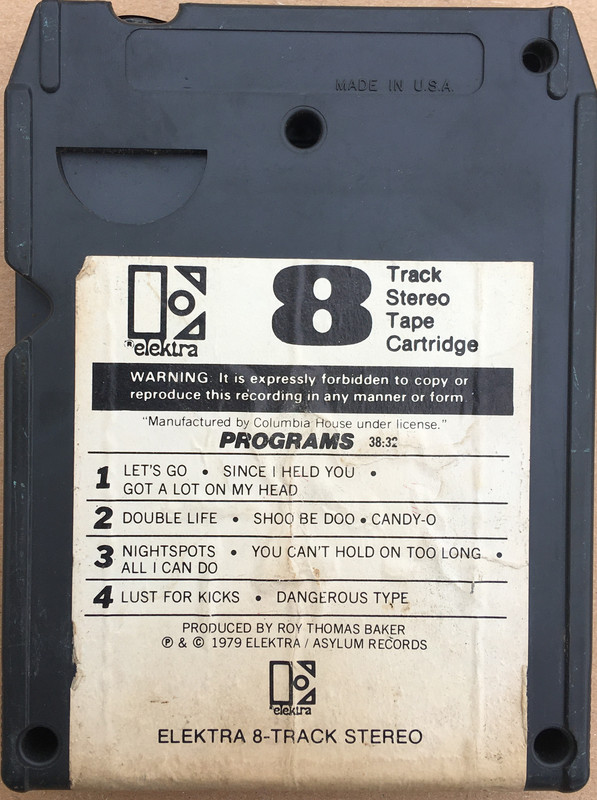 MADE IN U.S.A.
8
Track
Stereo
Tape
Cartridge
®elektra
WARNING: It is expressly forbidden to copy or
reproduce this recording in any manner or form.
"Manufactured by Columbia House under license."
PROGRAMS 38:32
1 LET'S GO • SINCE I HELD YOU •
GOT A LOT ON MY HEAD
2 DOUBLE LIFE • SHOO BE DOO • CANDY-O
3 NIGHTSPOTS • YOU CAN'T HOLD ON TOO LONG •
ALL I CAN DO
4 LUST FOR KICKS • DANGEROUS TYPE
PRODUCED BY ROY THOMAS BAKER
℗ & © 1979 ELEKTRA / ASYLUM RECORDS
elektra
ELEKTRA 8-TRACK STEREO